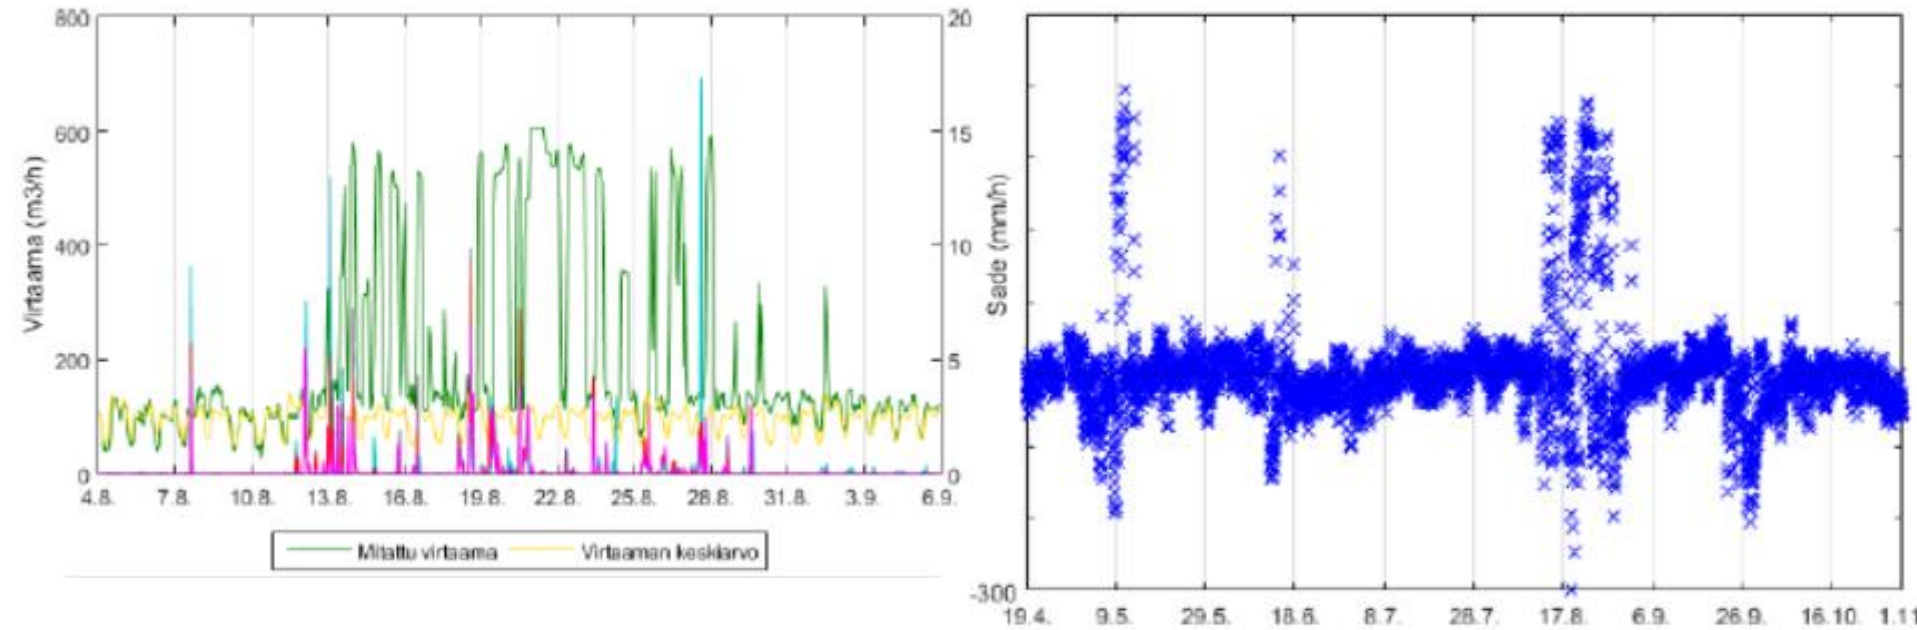 800
600
400
200
0
Virtaama (m3/h)
20
15
10
5
0
4.8. 7.8. 10.8. 13.8. 16.8. 19.8. 22.8. 25.8. 28.8. 31.8. 3.9. 6.9.
Mitattu virtaama Virtaaman keskiarvo
Sade (mm/h)
-300
19.4. 9.5. 29.5. 18.6. 8.7. 28.7. 17.8. 6.9. 26.9. 16.10. 1.11